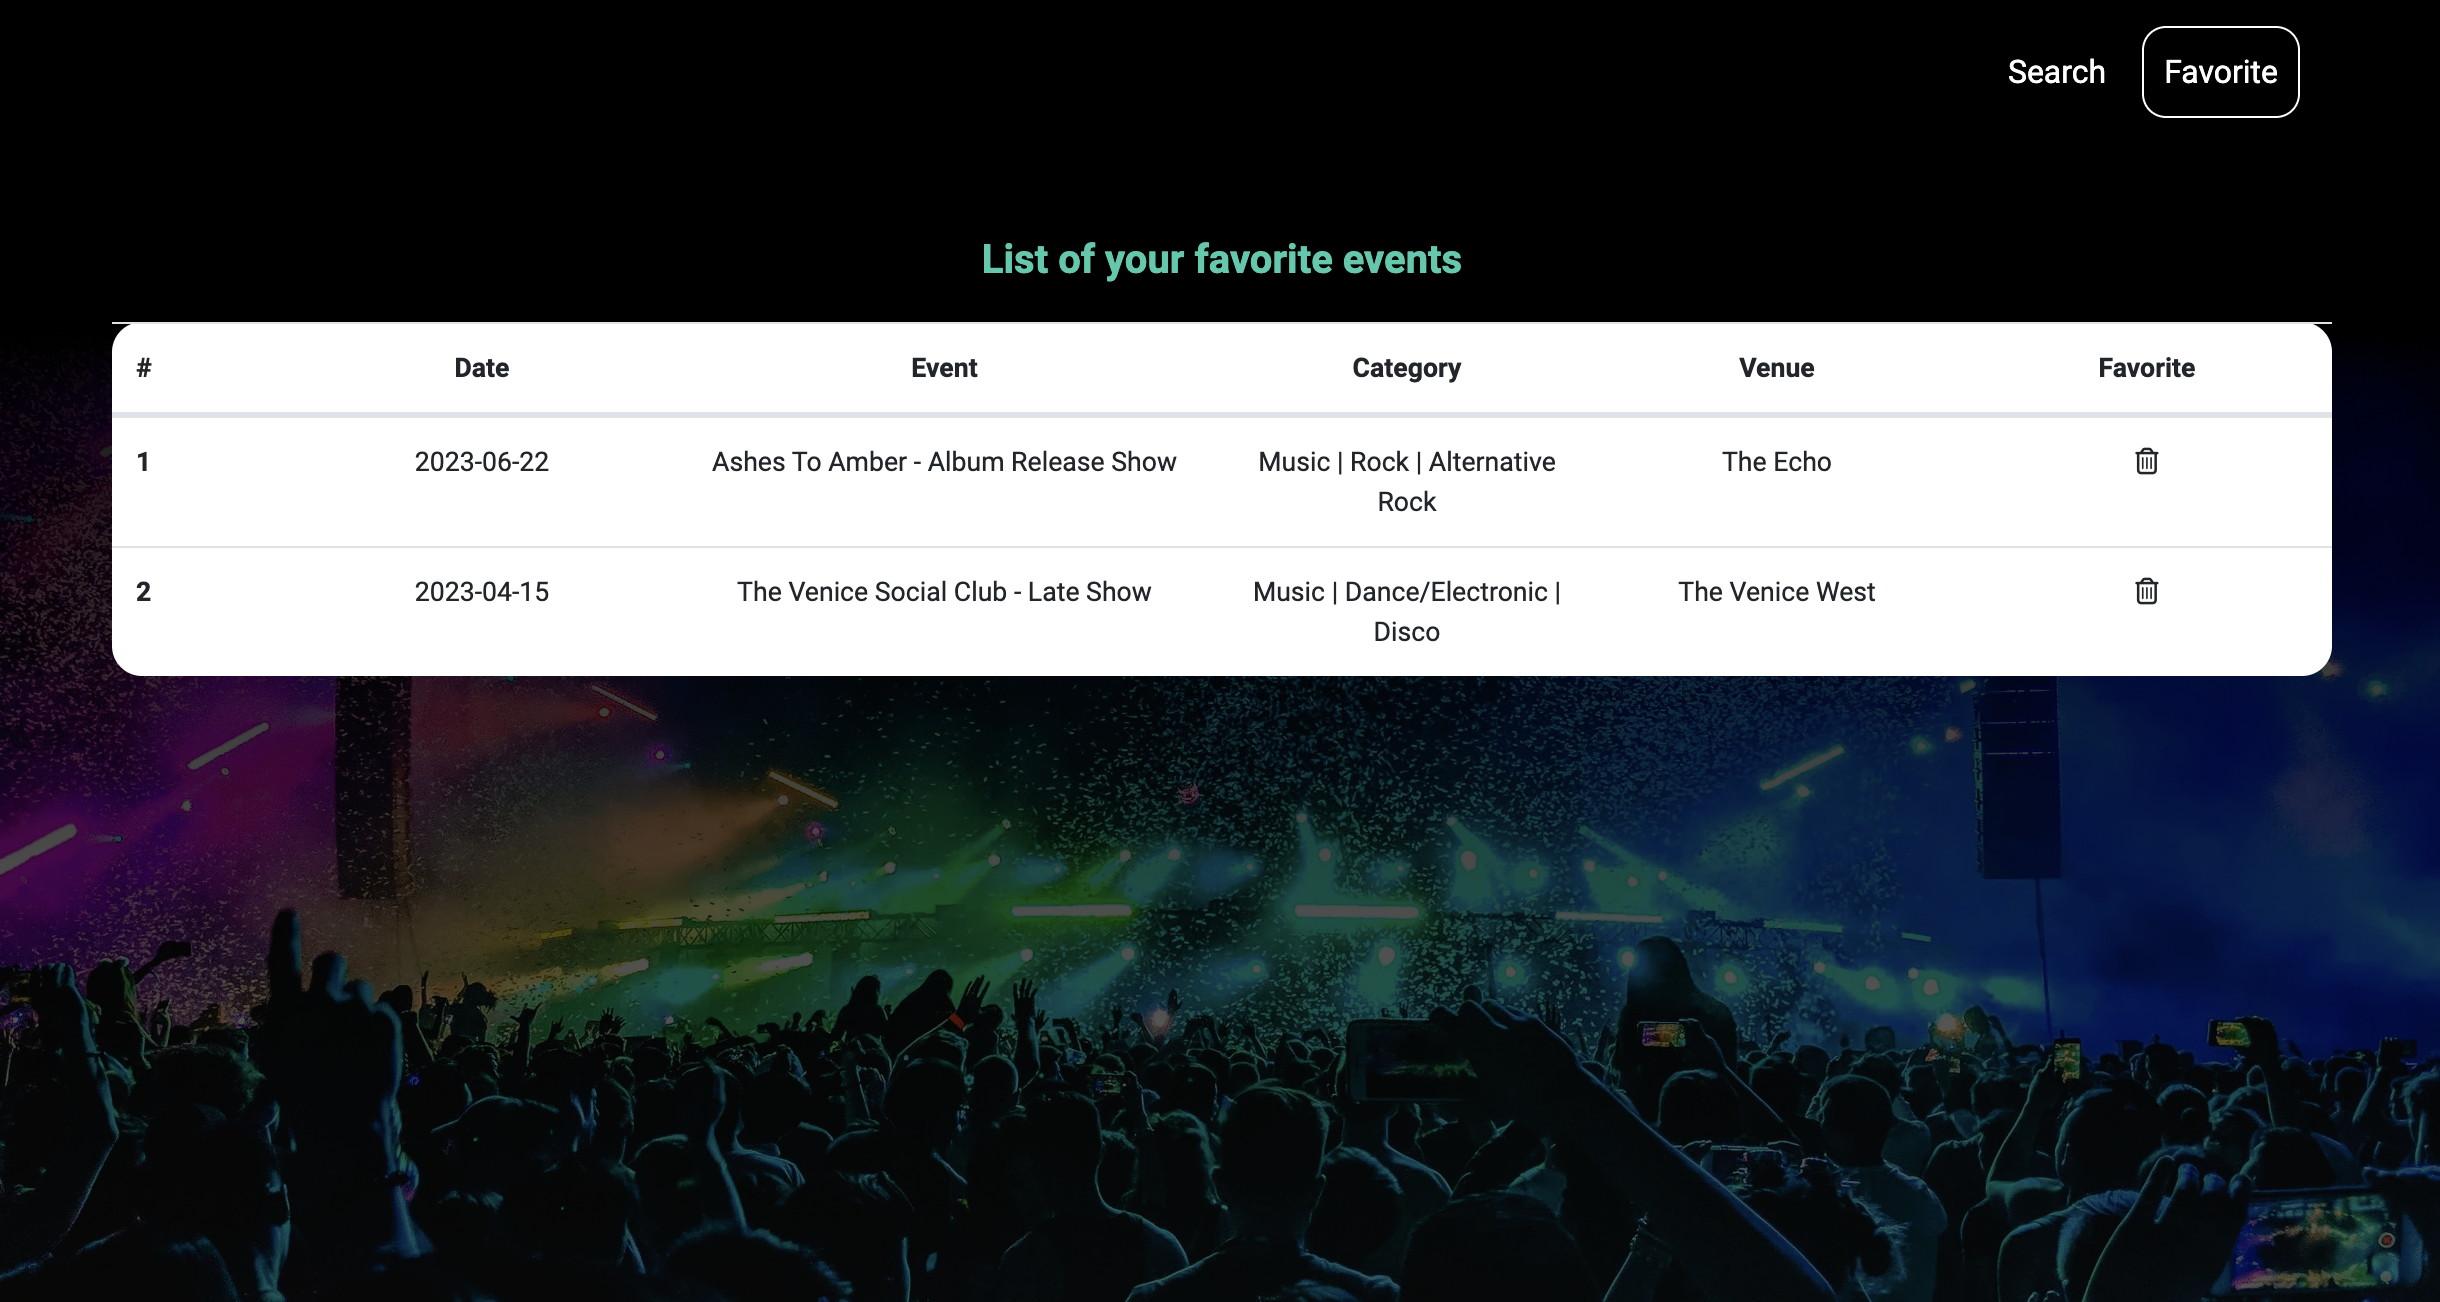 Search Favorite
List of your favorite events
# Date Event Category Venue Favorite
1 2023-06-22 Ashes To Amber - Album Release Show Music | Rock | Alternative The Echo
Rock
2 2023-04-15 The Venice Social Club - Late Show Music | Dance/Electronic | The Venice West
Disco